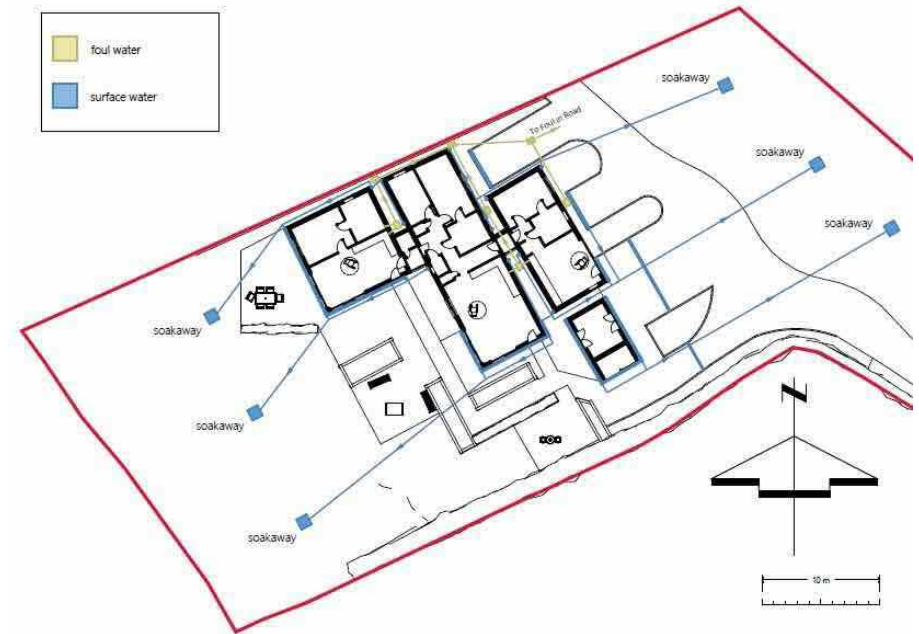 foul water
surface water
soakaway
To Foul in Road
soakaway
soakaway
soakaway
soakaway
soakaway
N
10 m